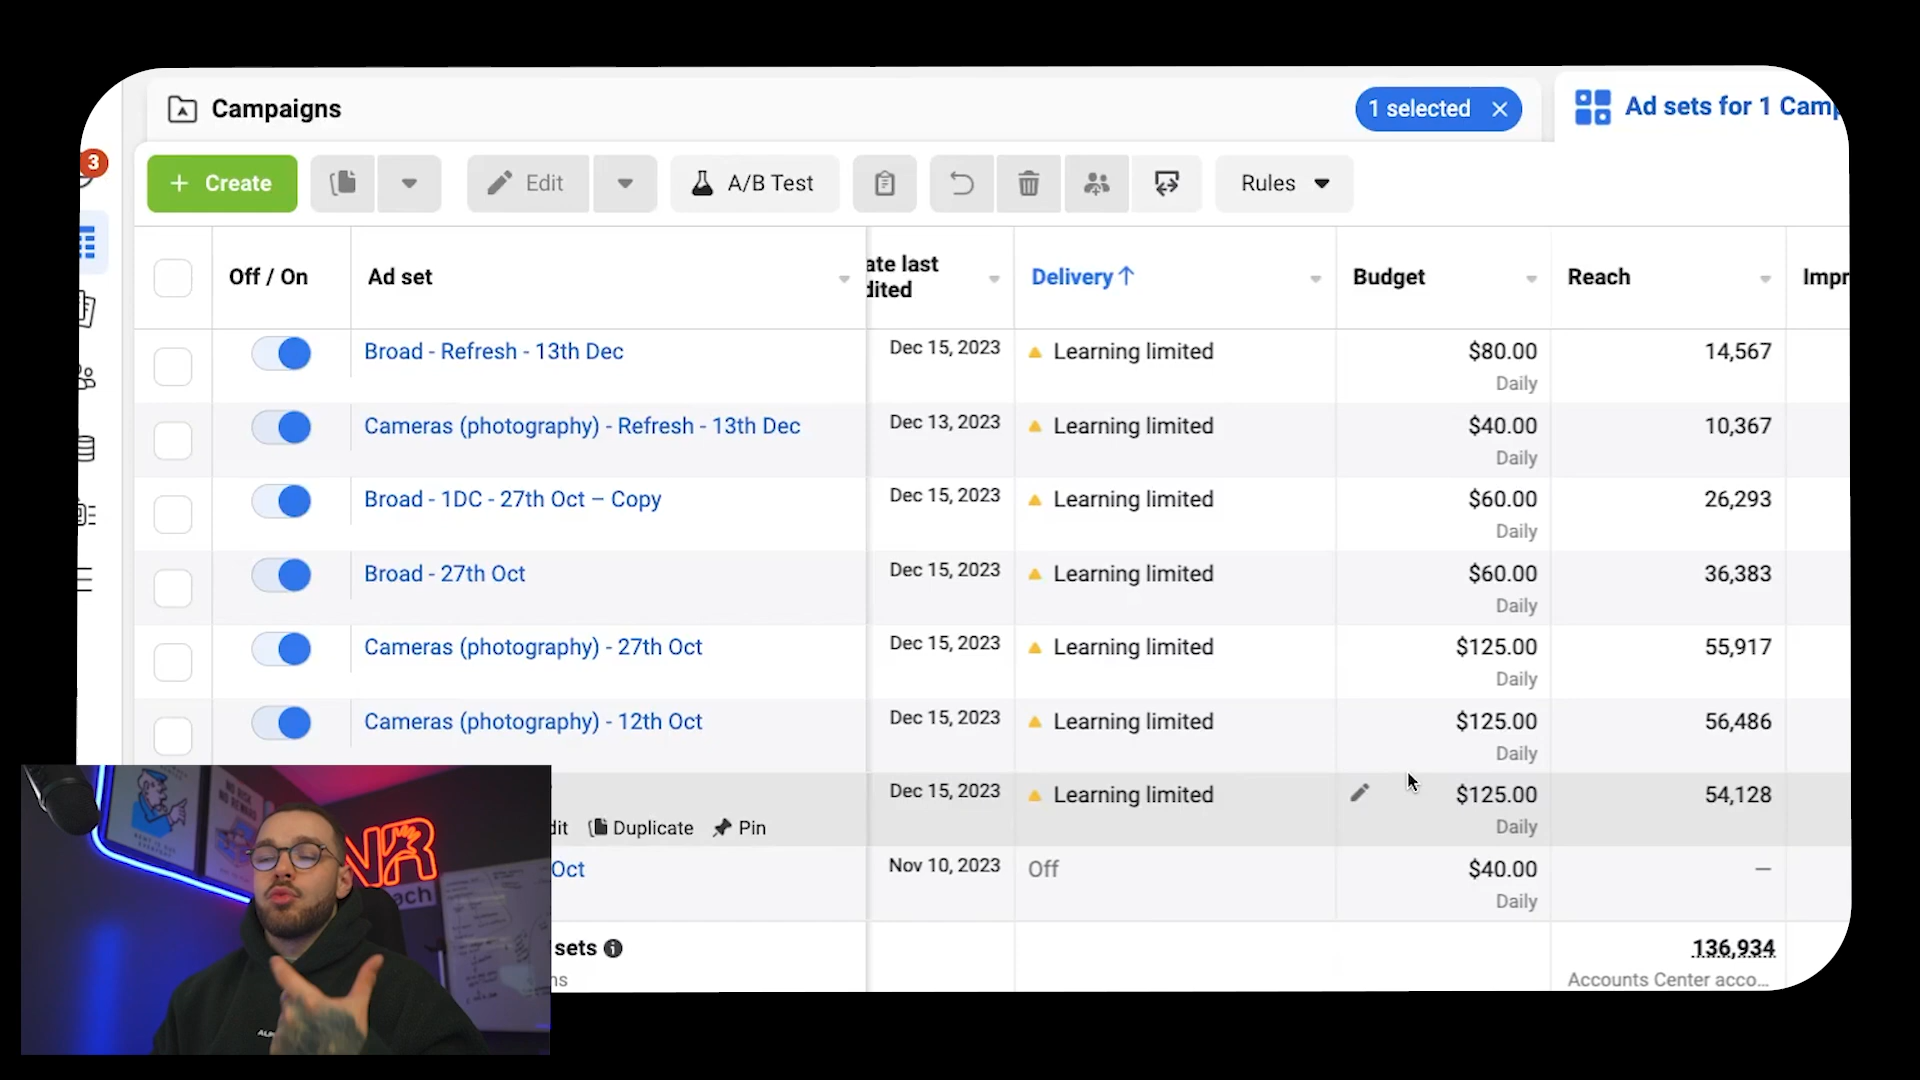 Campaigns
1 selected
Ad sets for 1 Camp
3
+ Create
Edit
A/B Test
Rules
Off / On
Ad set
ate last
dited
Delivery ↑
Budget
Reach
Impr
Broad - Refresh - 13th Dec
Dec 15, 2023
Learning limited
$80.00
Daily
14,567
Cameras (photography) - Refresh - 13th Dec
Dec 13, 2023
Learning limited
$40.00
Daily
10,367
Broad - 1DC - 27th Oct – Copy
Dec 15, 2023
Learning limited
$60.00
Daily
26,293
Broad - 27th Oct
Dec 15, 2023
Learning limited
$60.00
Daily
36,383
Cameras (photography) - 27th Oct
Dec 15, 2023
Learning limited
$125.00
Daily
55,917
Cameras (photography) - 12th Oct
Dec 15, 2023
Learning limited
$125.00
Daily
56,486
dit
Duplicate
Pin
Dec 15, 2023
Learning limited
$125.00
Daily
54,128
Oct
Nov 10, 2023
Off
$40.00
Daily
—
sets
ns
136,934
Accounts Center acco...
NO RISK
NO REWARD
NR
ach